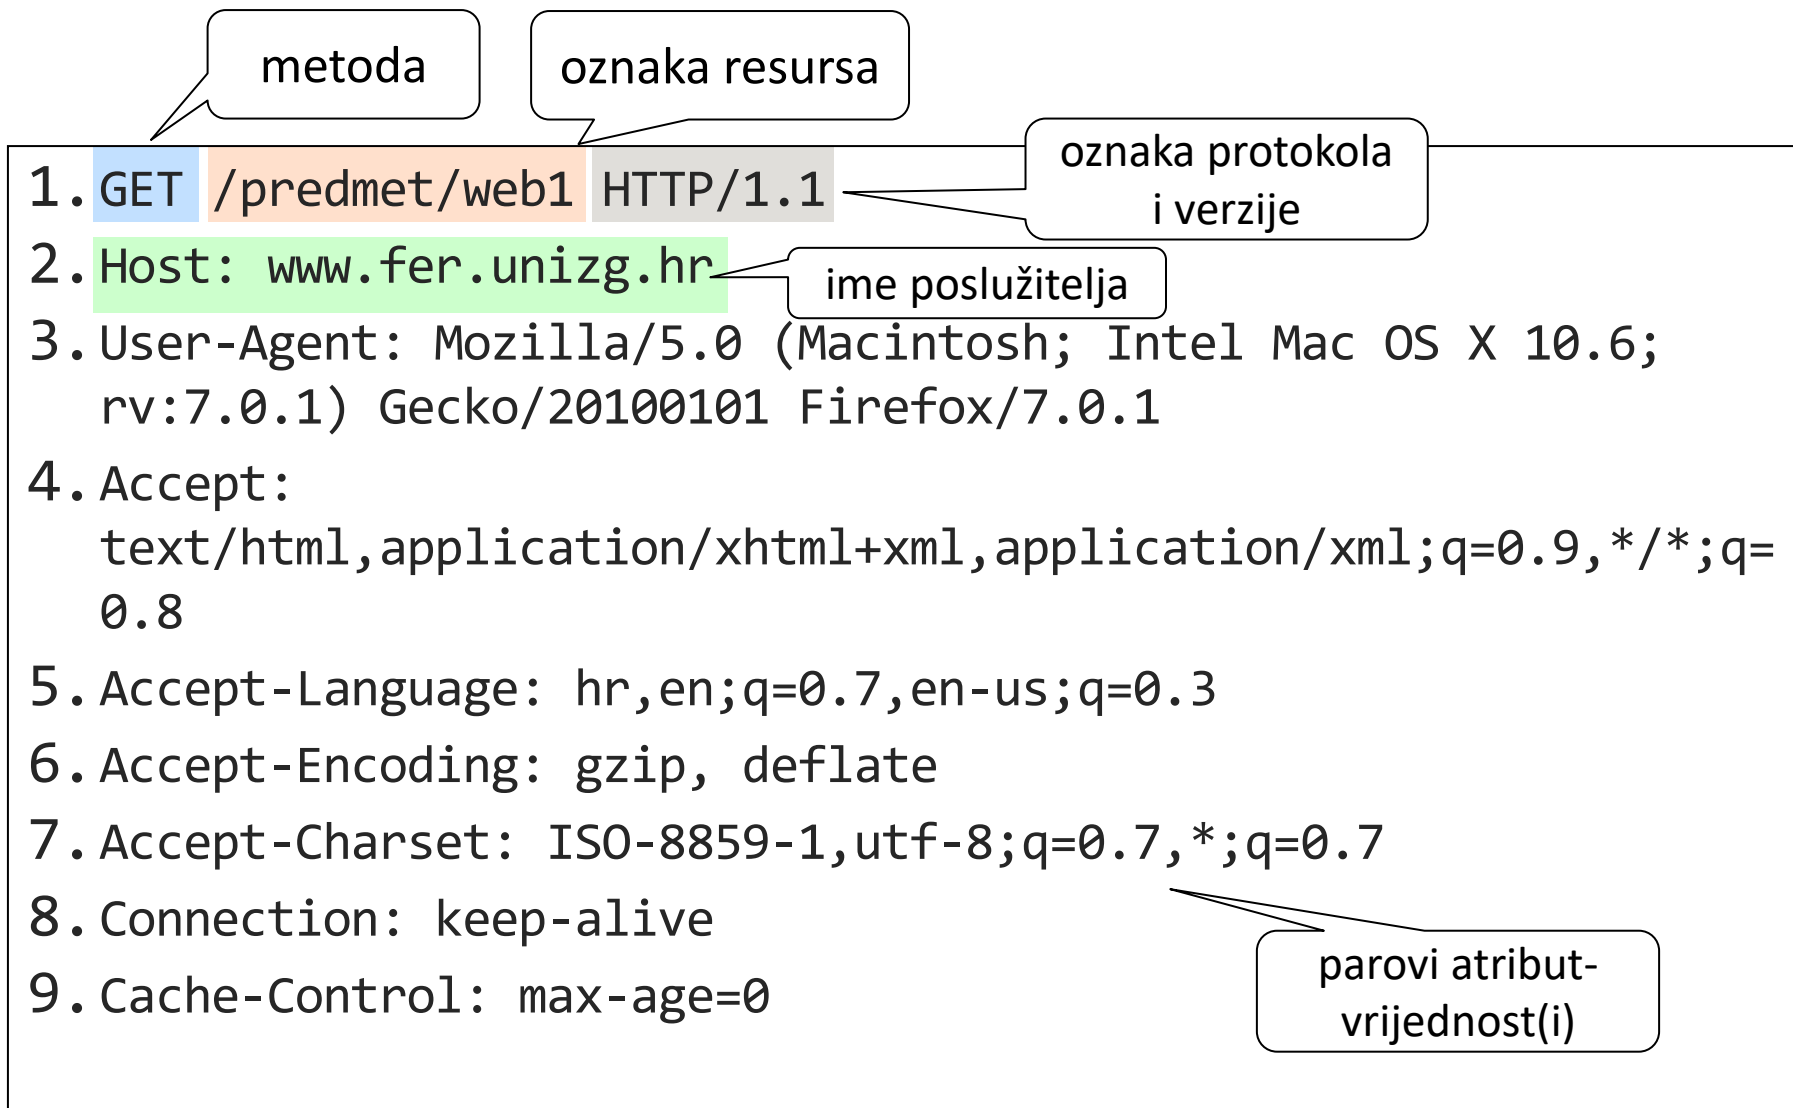 metoda
oznaka resursa
oznaka protokola
i verzije
1. GET /predmet/web1 HTTP/1.1
2. Host: www.fer.unizg.hr
ime poslužitelja
3. User-Agent: Mozilla/5.0 (Macintosh; Intel Mac OS X 10.6;
rv:7.0.1) Gecko/20100101 Firefox/7.0.1
4. Accept:
text/html,application/xhtml+xml,application/xml;q=0.9,*/*;q=
0.8
5. Accept-Language: hr,en;q=0.7,en-us;q=0.3
6. Accept-Encoding: gzip, deflate
7. Accept-Charset: ISO-8859-1,utf-8;q=0.7,*;q=0.7
8. Connection: keep-alive
9. Cache-Control: max-age=0
parovi atribut-
vrijednost(i)